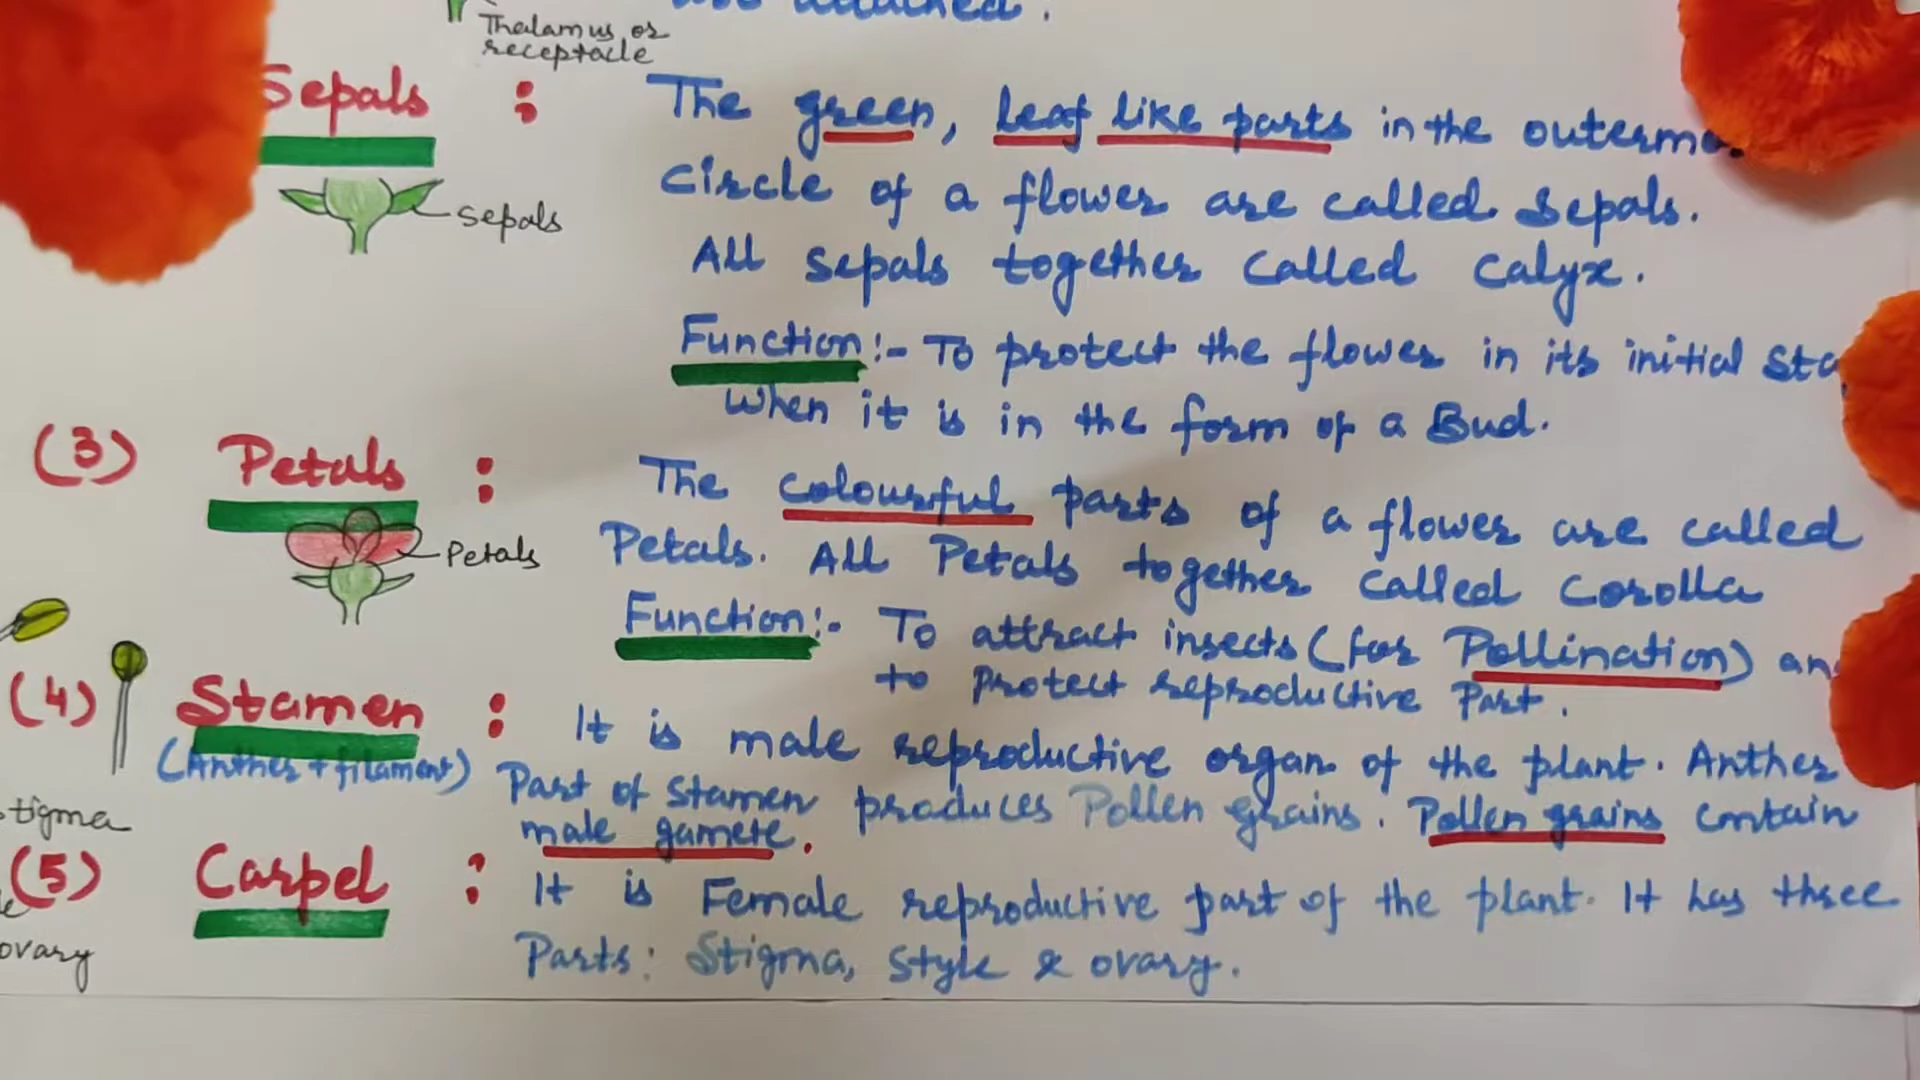 are attached.
Thalamus or
receptacle
Sepals :
The green, leaf like parts in the outermo
circle of a flower are called Sepals.
Sepals
All sepals together called calyx.
Function:- To protect the flower in its initial Sta
when it is in the form of a Bud.
(3) Petals :
The colourful parts of a flower are called
Petals. All Petals together called Corolla
Petals
Function:- To attract insects (for Pollination) an
to protect reproductive Part.
(4) Stamen :
(Anther + filament)
It is male reproductive organ of the plant. Anther
Part of stamen produces Pollen grains. Pollen grains contain
male gamete.
tigma
(5) Carpel :
It is Female reproductive part of the plant. It has three
Parts: Stigma, Style & ovary.
ovary